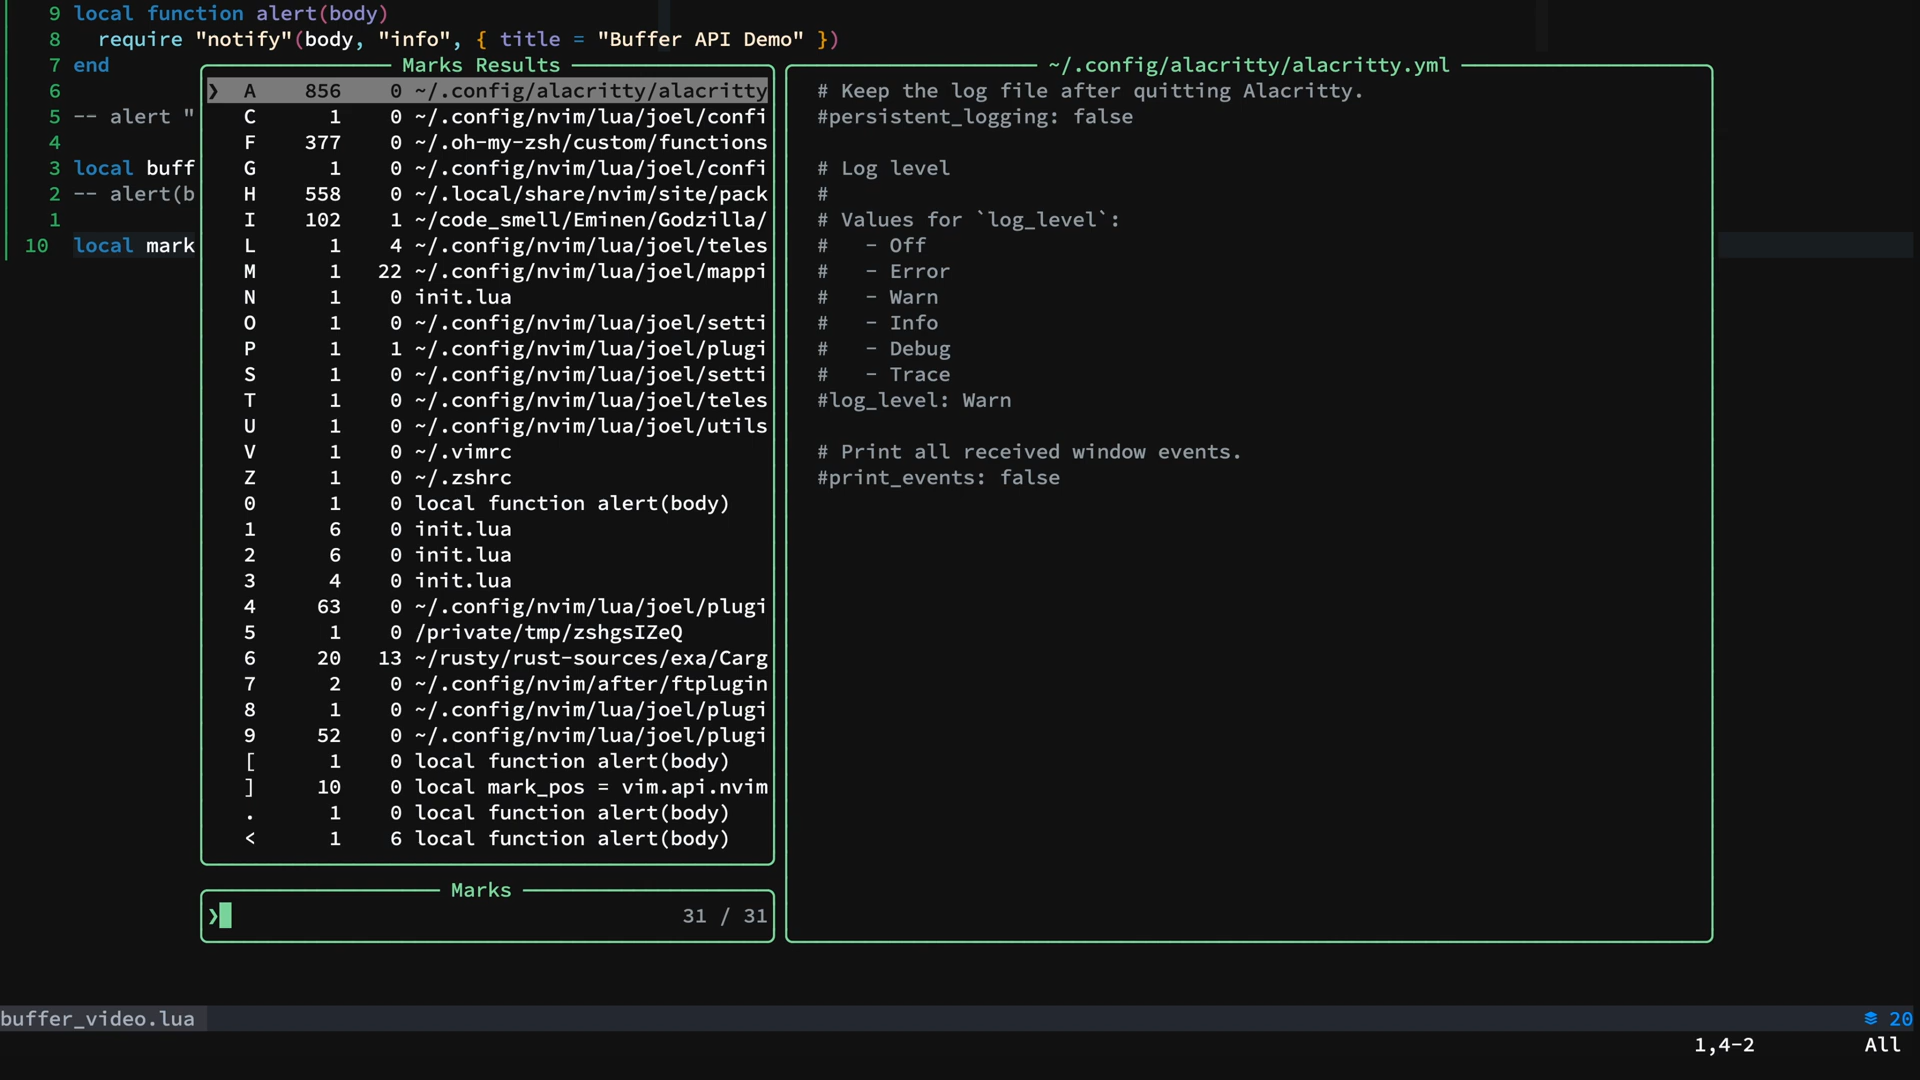 9 local function alert(body)
8   require "notify"(body, "info", { title = "Buffer API Demo" })
7 end
6
5 -- alert "
4
3 local buff
2 -- alert(b
1
10 local mark
Marks Results
❯ A 856 0 ~/.config/alacritty/alacritty
C 1 0 ~/.config/nvim/lua/joel/confi
F 377 0 ~/.oh-my-zsh/custom/functions
G 1 0 ~/.config/nvim/lua/joel/confi
H 558 0 ~/.local/share/nvim/site/pack
I 102 1 ~/code_smell/Eminen/Godzilla/
L 1 4 ~/.config/nvim/lua/joel/teles
M 1 22 ~/.config/nvim/lua/joel/mappi
N 1 0 init.lua
O 1 0 ~/.config/nvim/lua/joel/setti
P 1 1 ~/.config/nvim/lua/joel/plugi
S 1 0 ~/.config/nvim/lua/joel/setti
T 1 0 ~/.config/nvim/lua/joel/teles
U 1 0 ~/.config/nvim/lua/joel/utils
V 1 0 ~/.vimrc
Z 1 0 ~/.zshrc
0 1 0 local function alert(body)
1 6 0 init.lua
2 6 0 init.lua
3 4 0 init.lua
4 63 0 ~/.config/nvim/lua/joel/plugi
5 1 0 /private/tmp/zshgsIZeQ
6 20 13 ~/rusty/rust-sources/exa/Carg
7 2 0 ~/.config/nvim/after/ftplugin
8 1 0 ~/.config/nvim/lua/joel/plugi
9 52 0 ~/.config/nvim/lua/joel/plugi
[ 1 0 local function alert(body)
] 10 0 local mark_pos = vim.api.nvim
. 1 0 local function alert(body)
< 1 6 local function alert(body)
Marks
❯ 31 / 31
~/.config/alacritty/alacritty.yml
# Keep the log file after quitting Alacritty.
#persistent_logging: false
# Log level
#
# Values for `log_level`:
#   - Off
#   - Error
#   - Warn
#   - Info
#   - Debug
#   - Trace
#log_level: Warn
# Print all received window events.
#print_events: false
buffer_video.lua
20
1,4-2 All